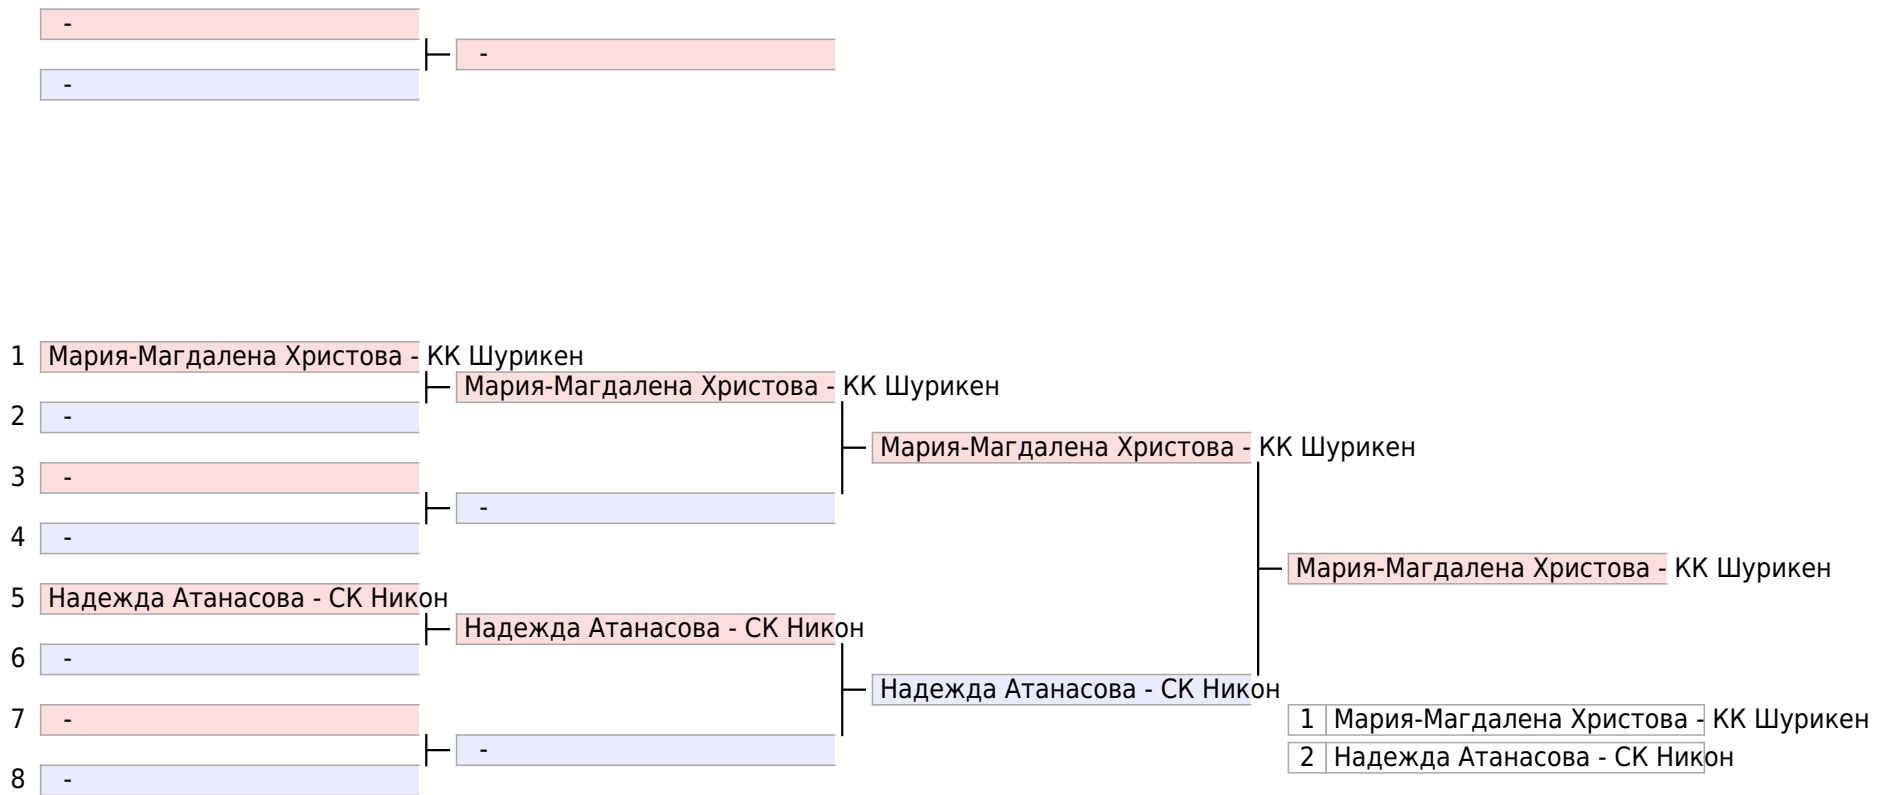 -
-
-
1 Мария-Магдалена Христова - КК Шурикен
Мария-Магдалена Христова - КК Шурикен
2 -
Мария-Магдалена Христова - КК Шурикен
3 -
-
4 -
Мария-Магдалена Христова - КК Шурикен
5 Надежда Атанасова - СК Никон
Надежда Атанасова - СК Никон
6 -
Надежда Атанасова - СК Никон
7 -
1 Мария-Магдалена Христова - КК Шурикен
-
2 Надежда Атанасова - СК Никон
8 -